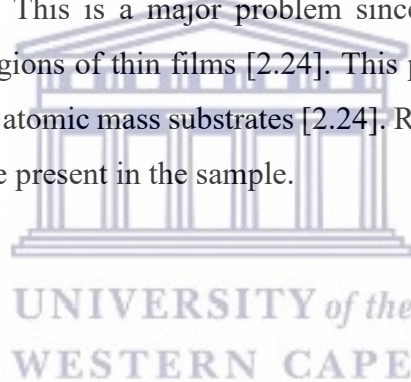 This is a major problem since
gions of thin films [2.24]. This p
atomic mass substrates [2.24]. R
e present in the sample.
UNIVERSITY of the
WESTERN CAPE